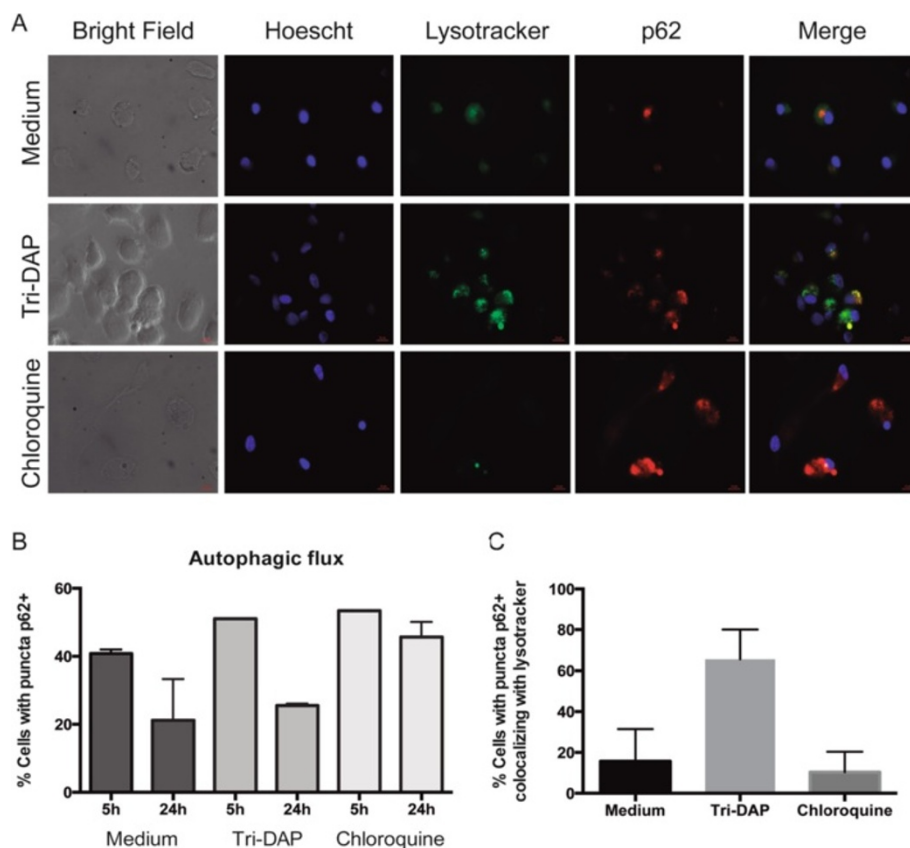 A
Bright Field Hoescht Lysotracker p62 Merge
Medium
Tri-DAP
Chloroquine
B
Autophagic flux
% Cells with puncta p62+
60
40
20
0
5h 24h 5h 24h 5h 24h
Medium Tri-DAP Chloroquine
C
% Cells with puncta p62+
colocalizing with lysotracker
100
80
60
40
20
0
Medium Tri-DAP Chloroquine